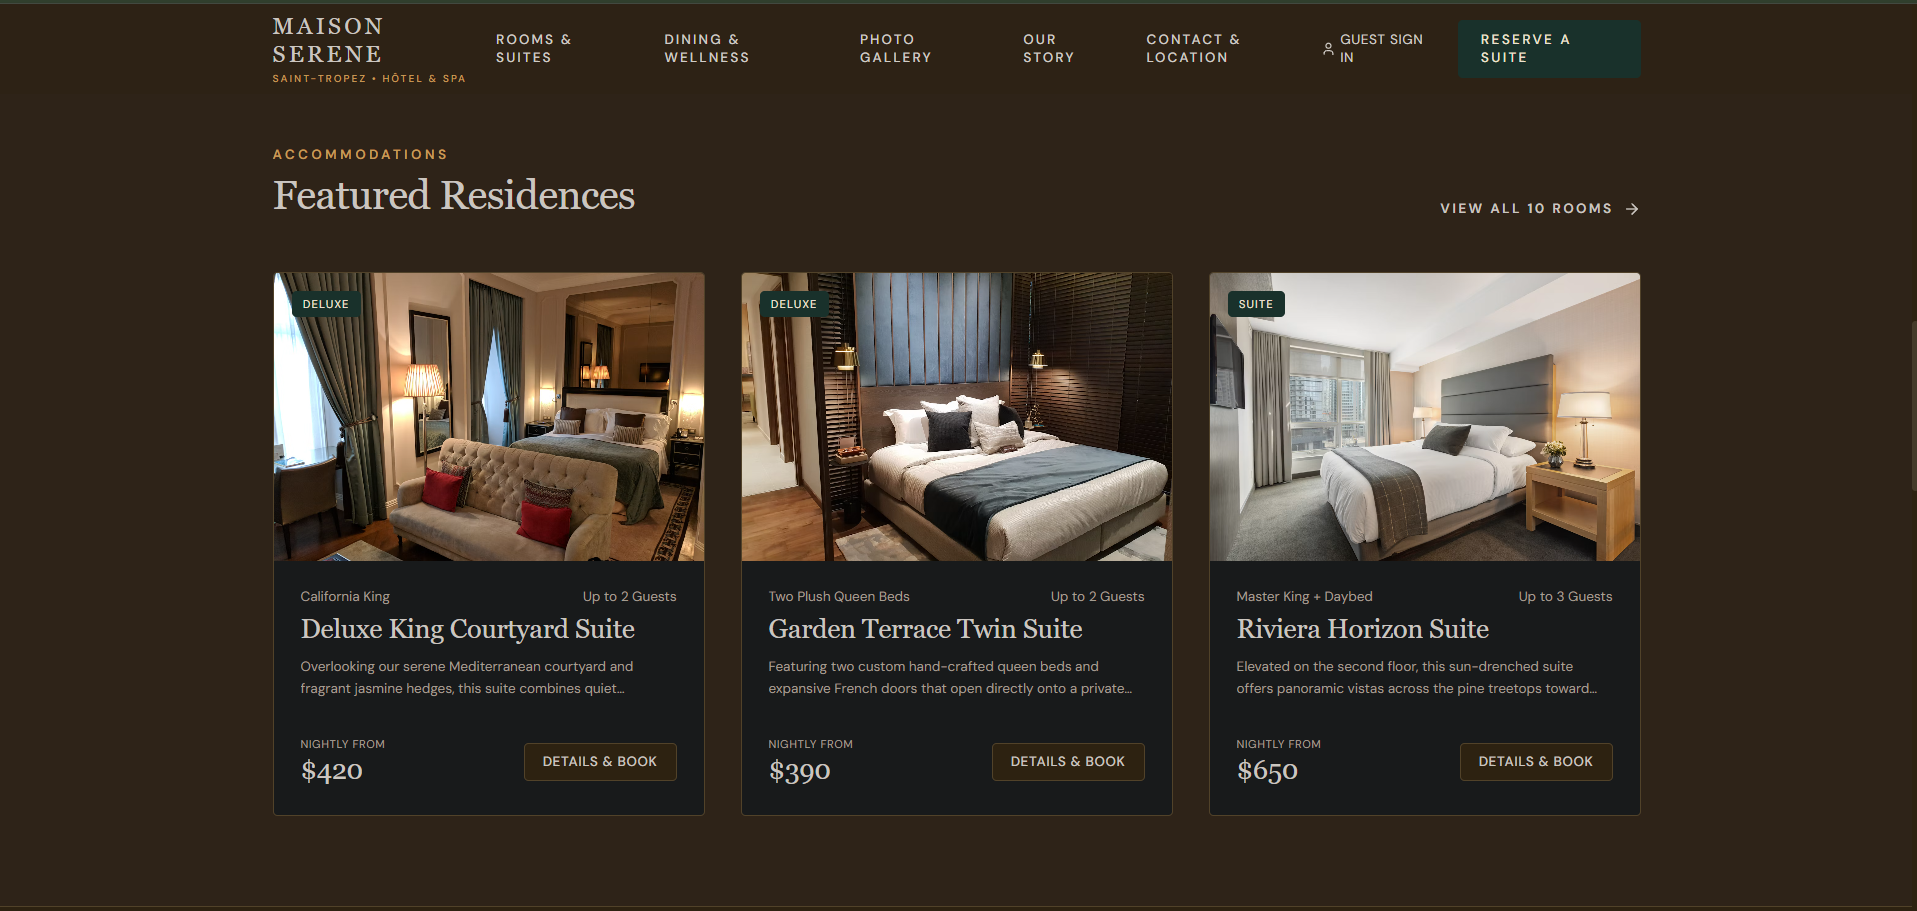 MAISON
SERENE
SAINT-TROPEZ • HÔTEL & SPA
ROOMS &
SUITES
DINING &
WELLNESS
PHOTO
GALLERY
OUR
STORY
CONTACT &
LOCATION
GUEST SIGN
IN
RESERVE A
SUITE
ACCOMMODATIONS
Featured Residences
VIEW ALL 10 ROOMS →
DELUXE
DELUXE
SUITE
California King
Up to 2 Guests
Deluxe King Courtyard Suite
Overlooking our serene Mediterranean courtyard and
fragrant jasmine hedges, this suite combines quiet...
NIGHTLY FROM
$420
DETAILS & BOOK
Two Plush Queen Beds
Up to 2 Guests
Garden Terrace Twin Suite
Featuring two custom hand-crafted queen beds and
expansive French doors that open directly onto a private...
NIGHTLY FROM
$390
DETAILS & BOOK
Master King + Daybed
Up to 3 Guests
Riviera Horizon Suite
Elevated on the second floor, this sun-drenched suite
offers panoramic vistas across the pine treetops toward...
NIGHTLY FROM
$650
DETAILS & BOOK